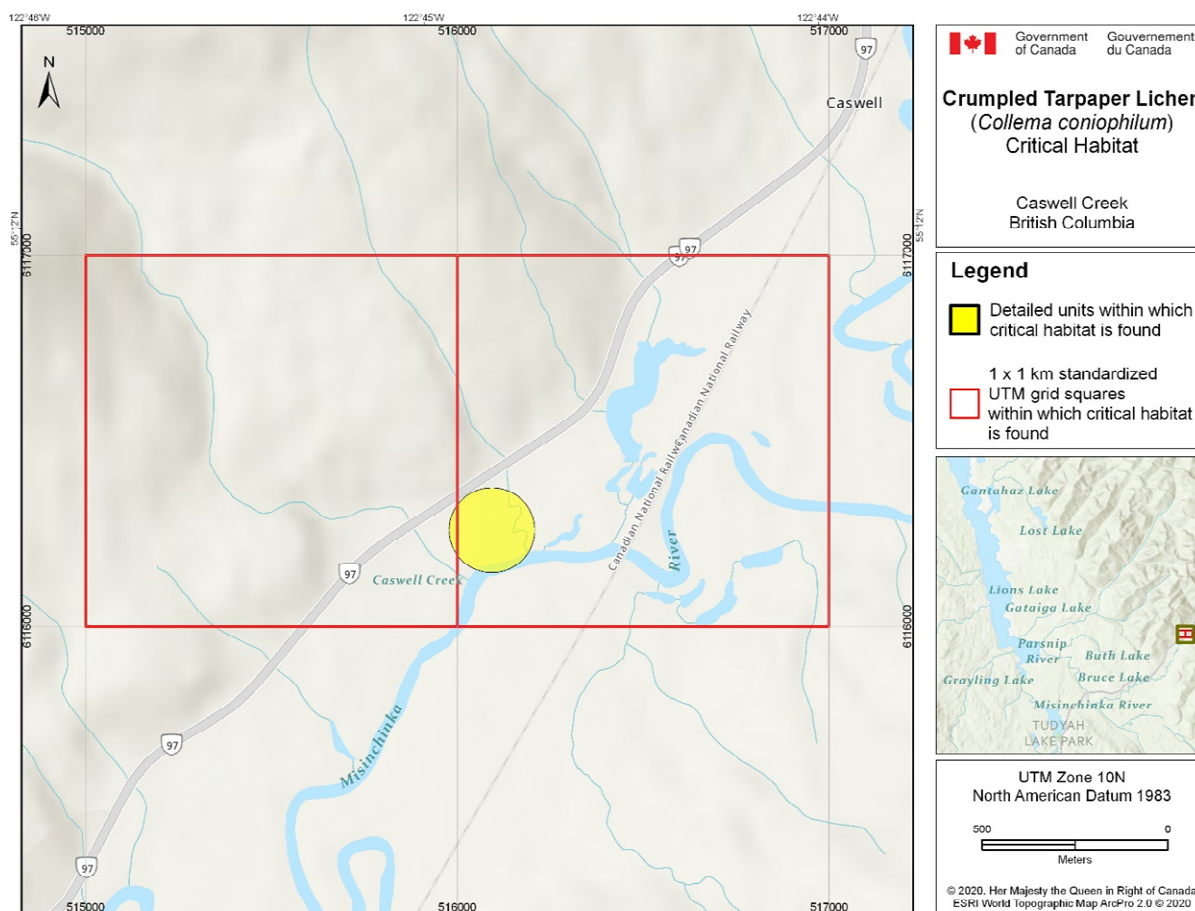 122°46'W
122°45'W
122°44'W
515000
516000
517000
N
97
Caswell
55°12'N
55°12'N
6117000
6117000
97
97
Canadian National Railway
Canadian National Railway
River
Caswell Creek
97
6116000
6116000
Misinchinka
97
97
515000
516000
517000
Government
of Canada
Gouvernement
du Canada
Crumpled Tarpaper Lichen
(Collema coniophilum)
Critical Habitat
Caswell Creek
British Columbia
Legend
Detailed units within which
critical habitat is found
1 x 1 km standardized
UTM grid squares
within which critical habitat
is found
Gantahaz Lake
Lost Lake
Lions Lake
Gataiga Lake
Parsnip
River
Buth Lake
Bruce Lake
Grayling Lake
Misinchinka River
TUDYAH
LAKE PARK
UTM Zone 10N
North American Datum 1983
500
0
Meters
© 2020. Her Majesty the Queen in Right of Canada
ESRI World Topographic Map ArcPro 2.0 © 2020